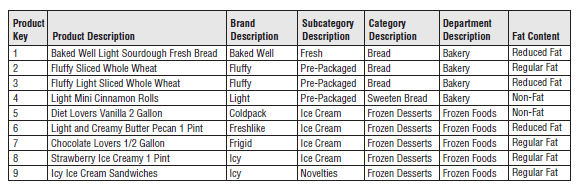 Product Key Product Description Brand Description Subcategory Description Category Description Department Description Fat Content
1 Baked Well Light Sourdough Fresh Bread Baked Well Fresh Bread Bakery Reduced Fat
2 Fluffy Sliced Whole Wheat Fluffy Pre-Packaged Bread Bakery Regular Fat
3 Fluffy Light Sliced Whole Wheat Fluffy Pre-Packaged Bread Bakery Reduced Fat
4 Light Mini Cinnamon Rolls Light Pre-Packaged Sweeten Bread Bakery Non-Fat
5 Diet Lovers Vanilla 2 Gallon Coldpack Ice Cream Frozen Desserts Frozen Foods Non-Fat
6 Light and Creamy Butter Pecan 1 Pint Freshlike Ice Cream Frozen Desserts Frozen Foods Reduced Fat
7 Chocolate Lovers 1/2 Gallon Frigid Ice Cream Frozen Desserts Frozen Foods Regular Fat
8 Strawberry Ice Creamy 1 Pint Icy Ice Cream Frozen Desserts Frozen Foods Regular Fat
9 Icy Ice Cream Sandwiches Icy Novelties Frozen Desserts Frozen Foods Regular Fat